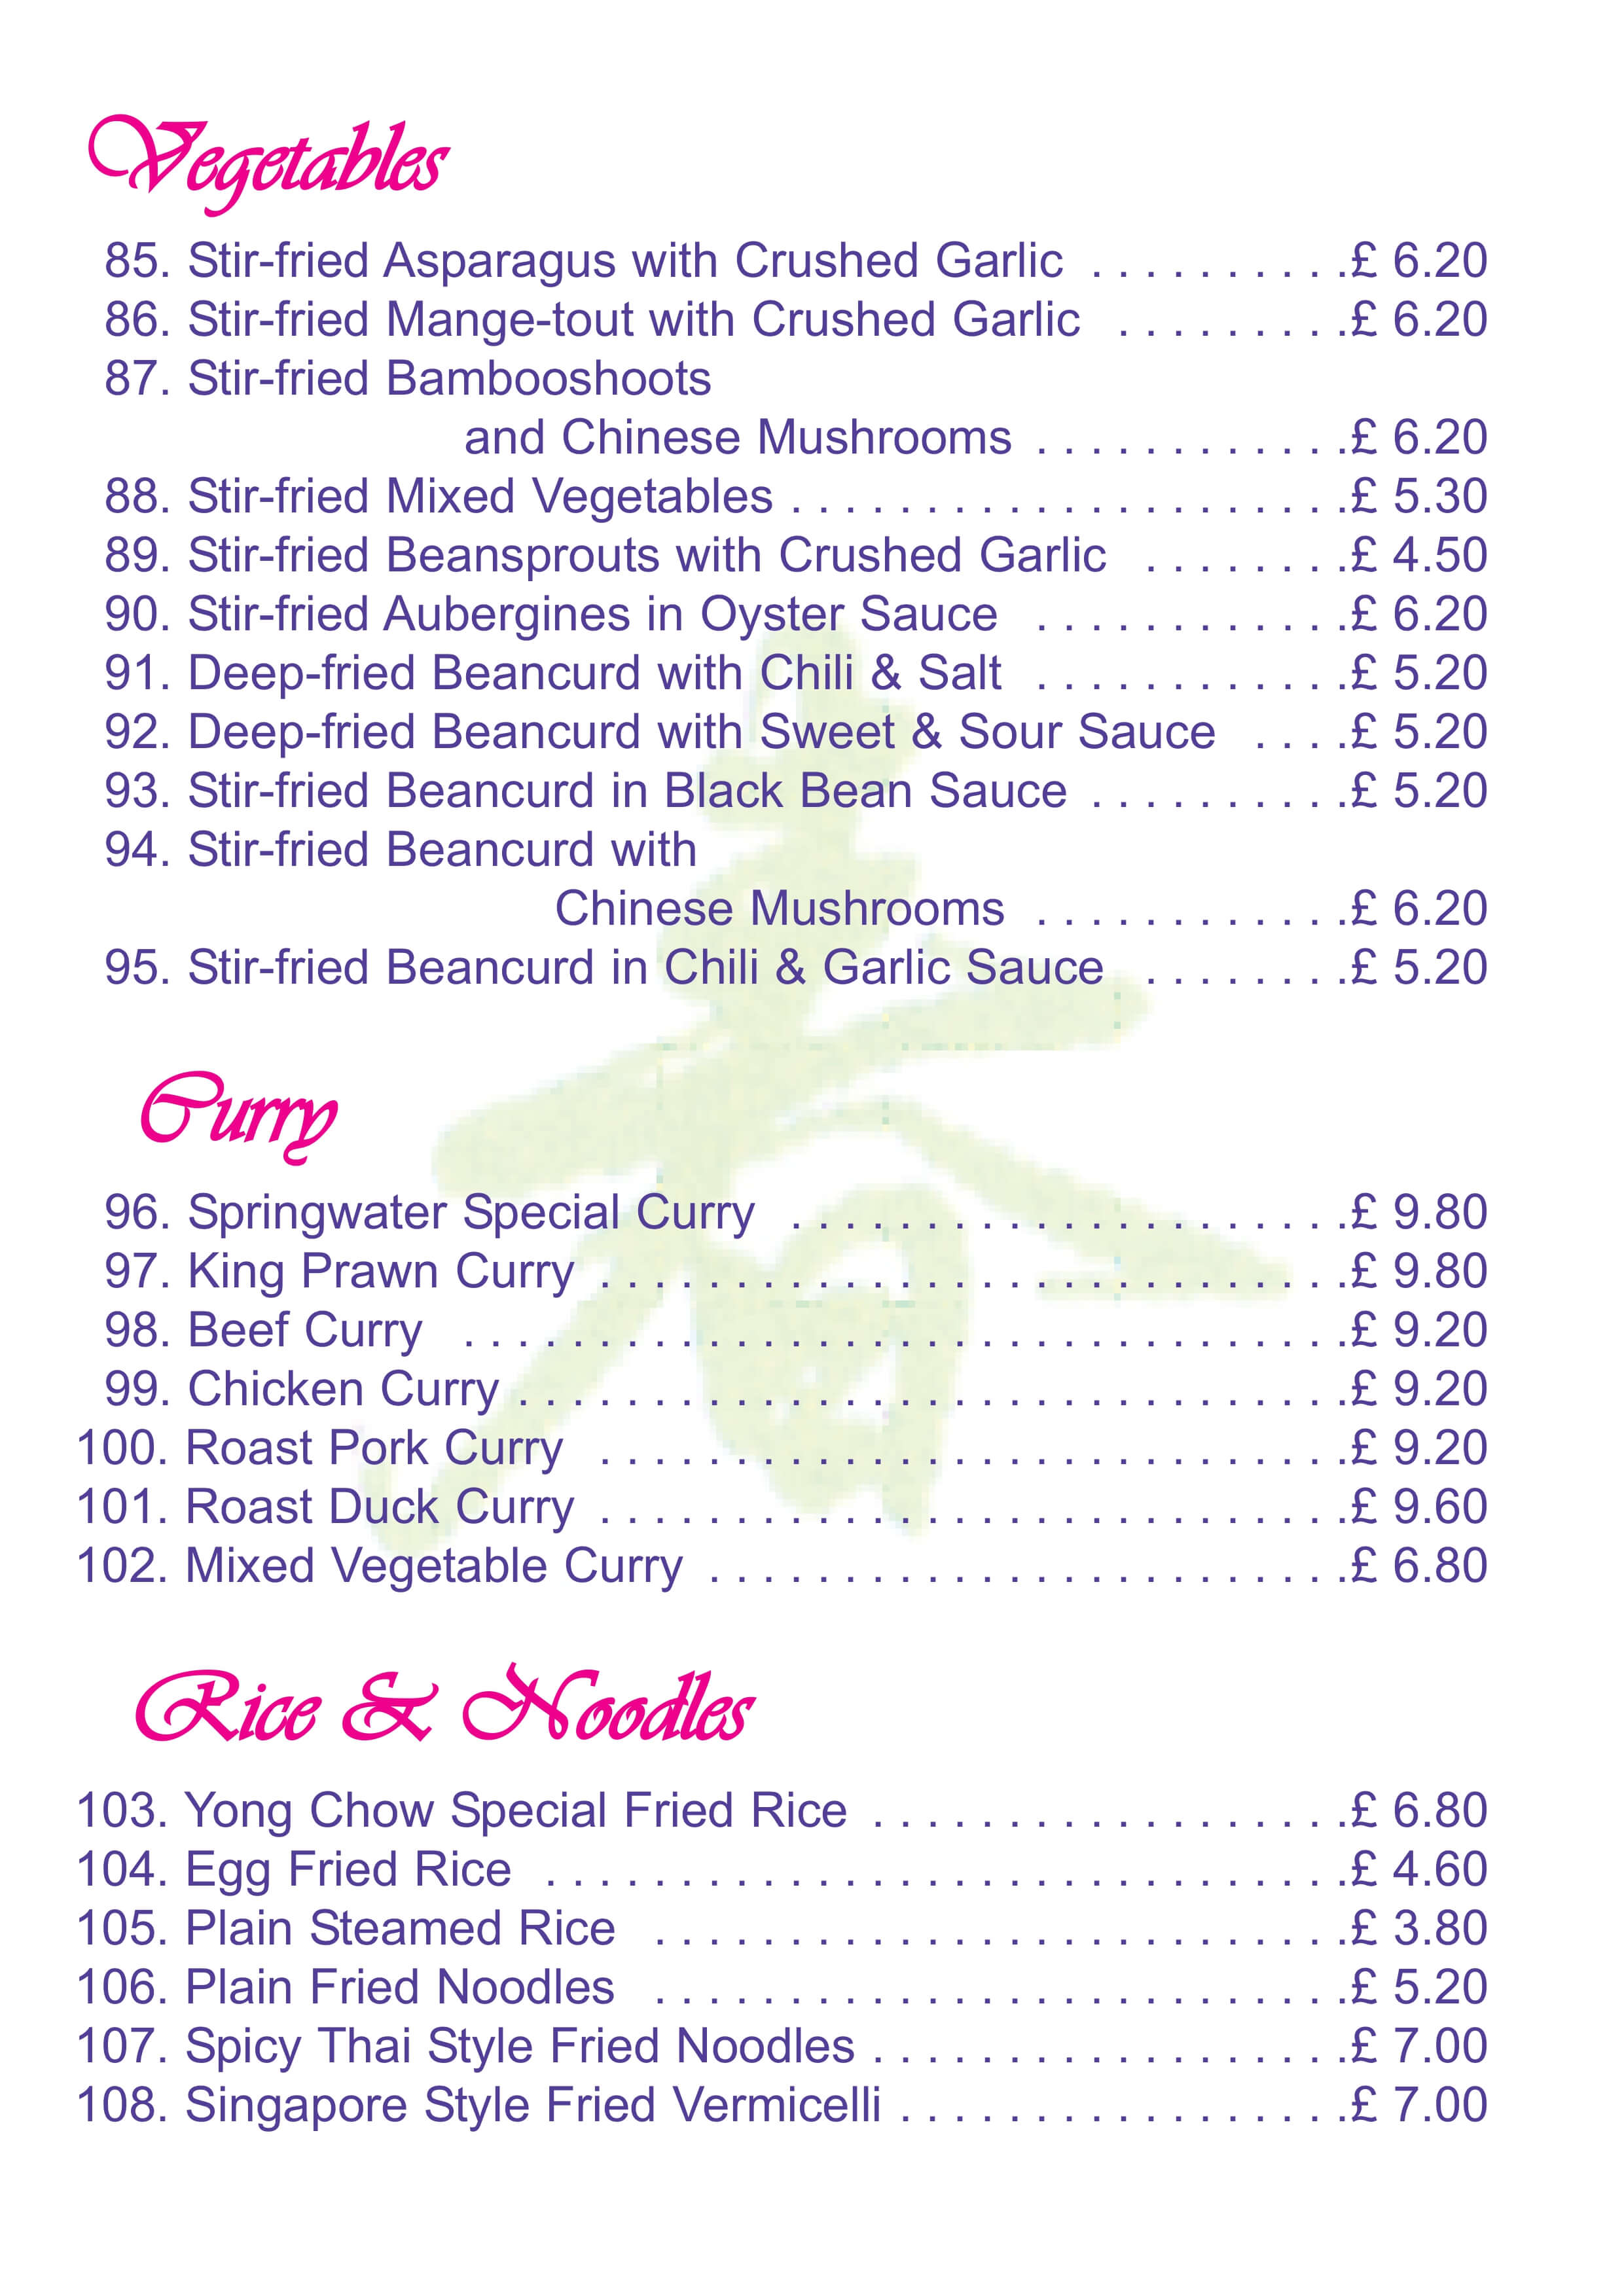 Vegetables
85. Stir-fried Asparagus with Crushed Garlic . . . . . . . . . .£ 6.20
86. Stir-fried Mange-tout with Crushed Garlic . . . . . . . . .£ 6.20
87. Stir-fried Bambooshoots
and Chinese Mushrooms . . . . . . . . . . . .£ 6.20
88. Stir-fried Mixed Vegetables . . . . . . . . . . . . . . . . . . . . .£ 5.30
89. Stir-fried Beansprouts with Crushed Garlic . . . . . . . .£ 4.50
90. Stir-fried Aubergines in Oyster Sauce . . . . . . . . . . . .£ 6.20
91. Deep-fried Beancurd with Chili & Salt . . . . . . . . . . . .£ 5.20
92. Deep-fried Beancurd with Sweet & Sour Sauce . . . .£ 5.20
93. Stir-fried Beancurd in Black Bean Sauce . . . . . . . . . .£ 5.20
94. Stir-fried Beancurd with
Chinese Mushrooms . . . . . . . . . . . .£ 6.20
95. Stir-fried Beancurd in Chili & Garlic Sauce . . . . . . . .£ 5.20
Curry
96. Springwater Special Curry . . . . . . . . . . . . . . . . . . . . .£ 9.80
97. King Prawn Curry . . . . . . . . . . . . . . . . . . . . . . . . . . . .£ 9.80
98. Beef Curry . . . . . . . . . . . . . . . . . . . . . . . . . . . . . . . . .£ 9.20
99. Chicken Curry . . . . . . . . . . . . . . . . . . . . . . . . . . . . . . .£ 9.20
100. Roast Pork Curry . . . . . . . . . . . . . . . . . . . . . . . . . . . .£ 9.20
101. Roast Duck Curry . . . . . . . . . . . . . . . . . . . . . . . . . . . .£ 9.60
102. Mixed Vegetable Curry . . . . . . . . . . . . . . . . . . . . . . . .£ 6.80
Rice & Noodles
103. Yong Chow Special Fried Rice . . . . . . . . . . . . . . . . . .£ 6.80
104. Egg Fried Rice . . . . . . . . . . . . . . . . . . . . . . . . . . . . . .£ 4.60
105. Plain Steamed Rice . . . . . . . . . . . . . . . . . . . . . . . . . .£ 3.80
106. Plain Fried Noodles . . . . . . . . . . . . . . . . . . . . . . . . . .£ 5.20
107. Spicy Thai Style Fried Noodles . . . . . . . . . . . . . . . . . .£ 7.00
108. Singapore Style Fried Vermicelli . . . . . . . . . . . . . . . . .£ 7.00